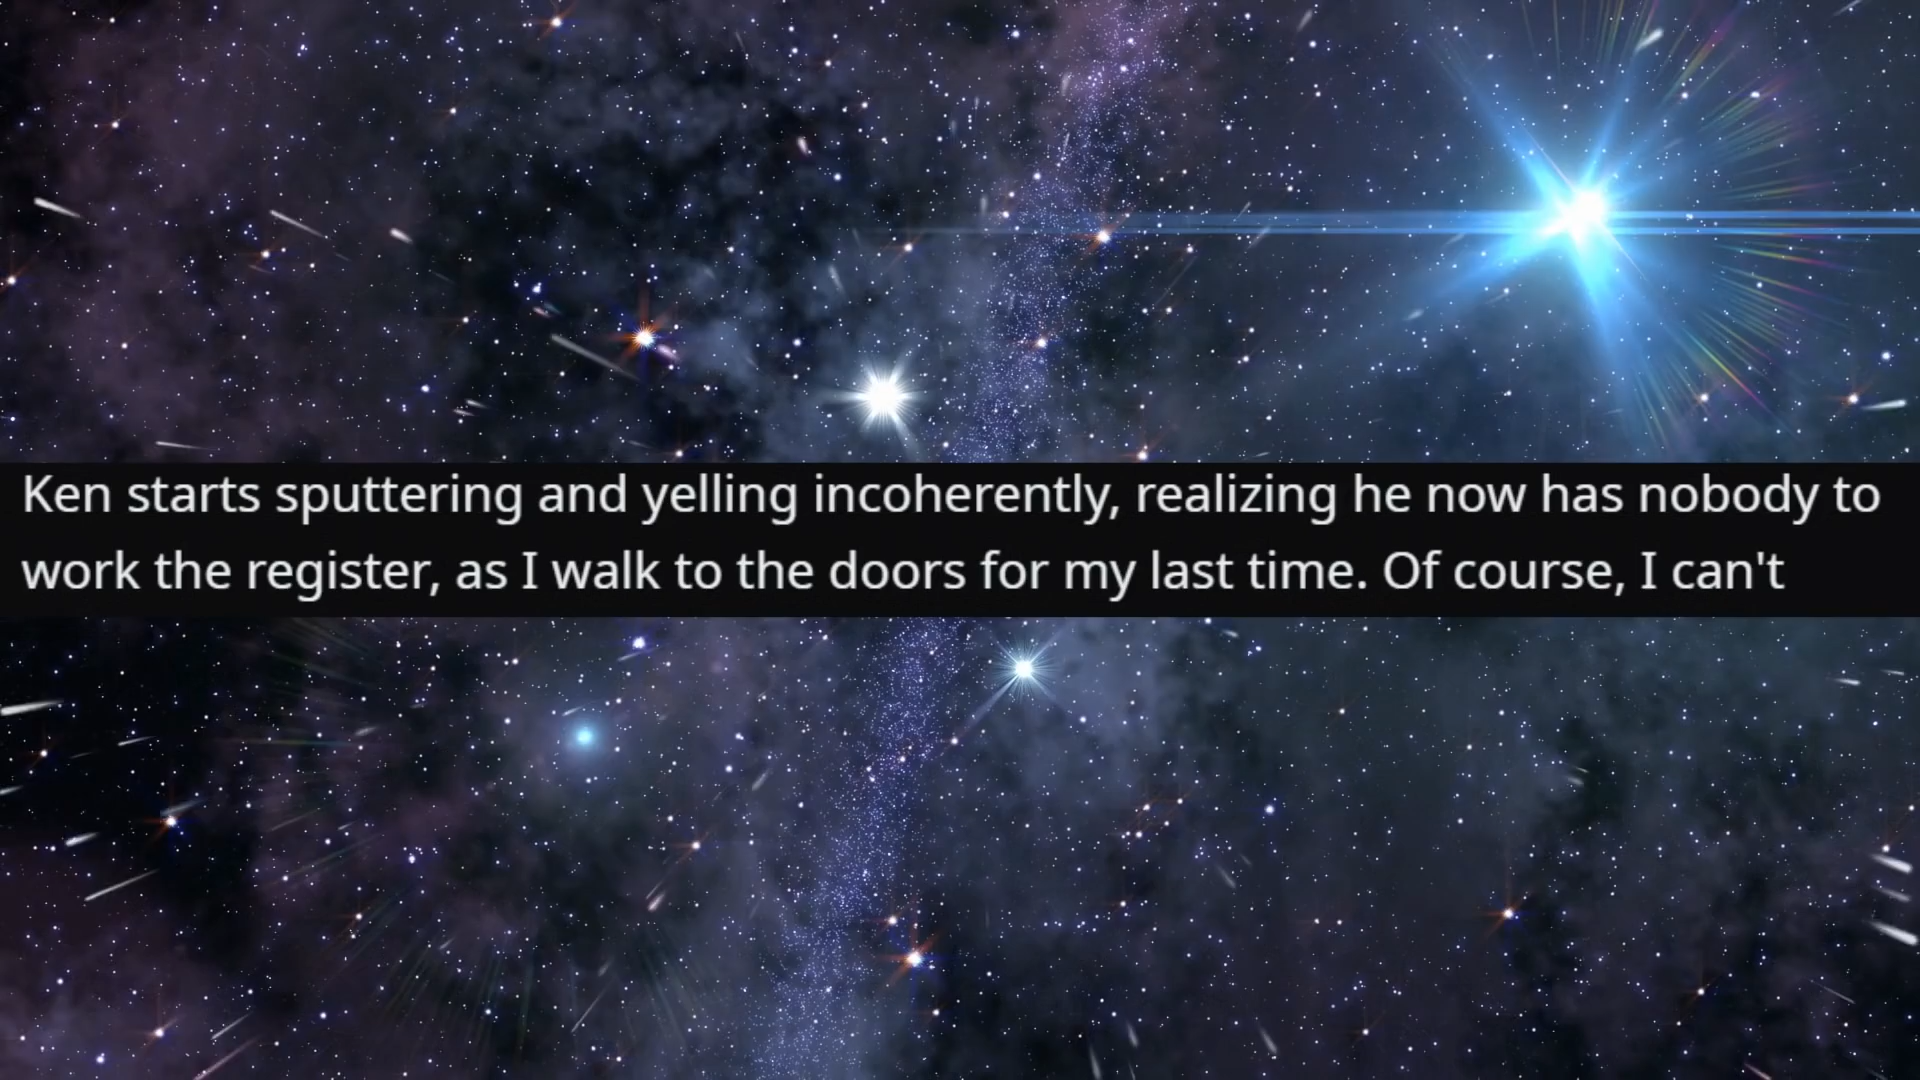 Ken starts sputtering and yelling incoherently, realizing he now has nobody to
work the register, as I walk to the doors for my last time. Of course, I can't